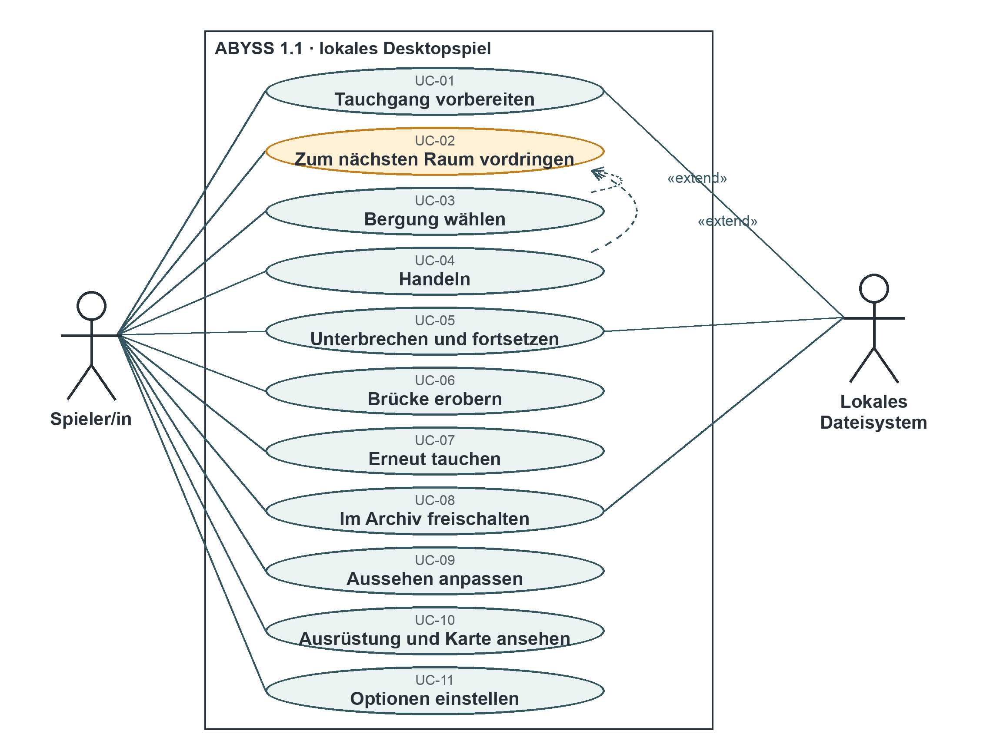 ABYSS 1.1 · lokales Desktopspiel
UC-01
Tauchgang vorbereiten
UC-02
Zum nächsten Raum vordringen
«extend»
UC-03
Bergung wählen
«extend»
UC-04
Handeln
UC-05
Unterbrechen und fortsetzen
UC-06
Brücke erobern
Spieler/in
Lokales
Dateisystem
UC-07
Erneut tauchen
UC-08
Im Archiv freischalten
UC-09
Aussehen anpassen
UC-10
Ausrüstung und Karte ansehen
UC-11
Optionen einstellen